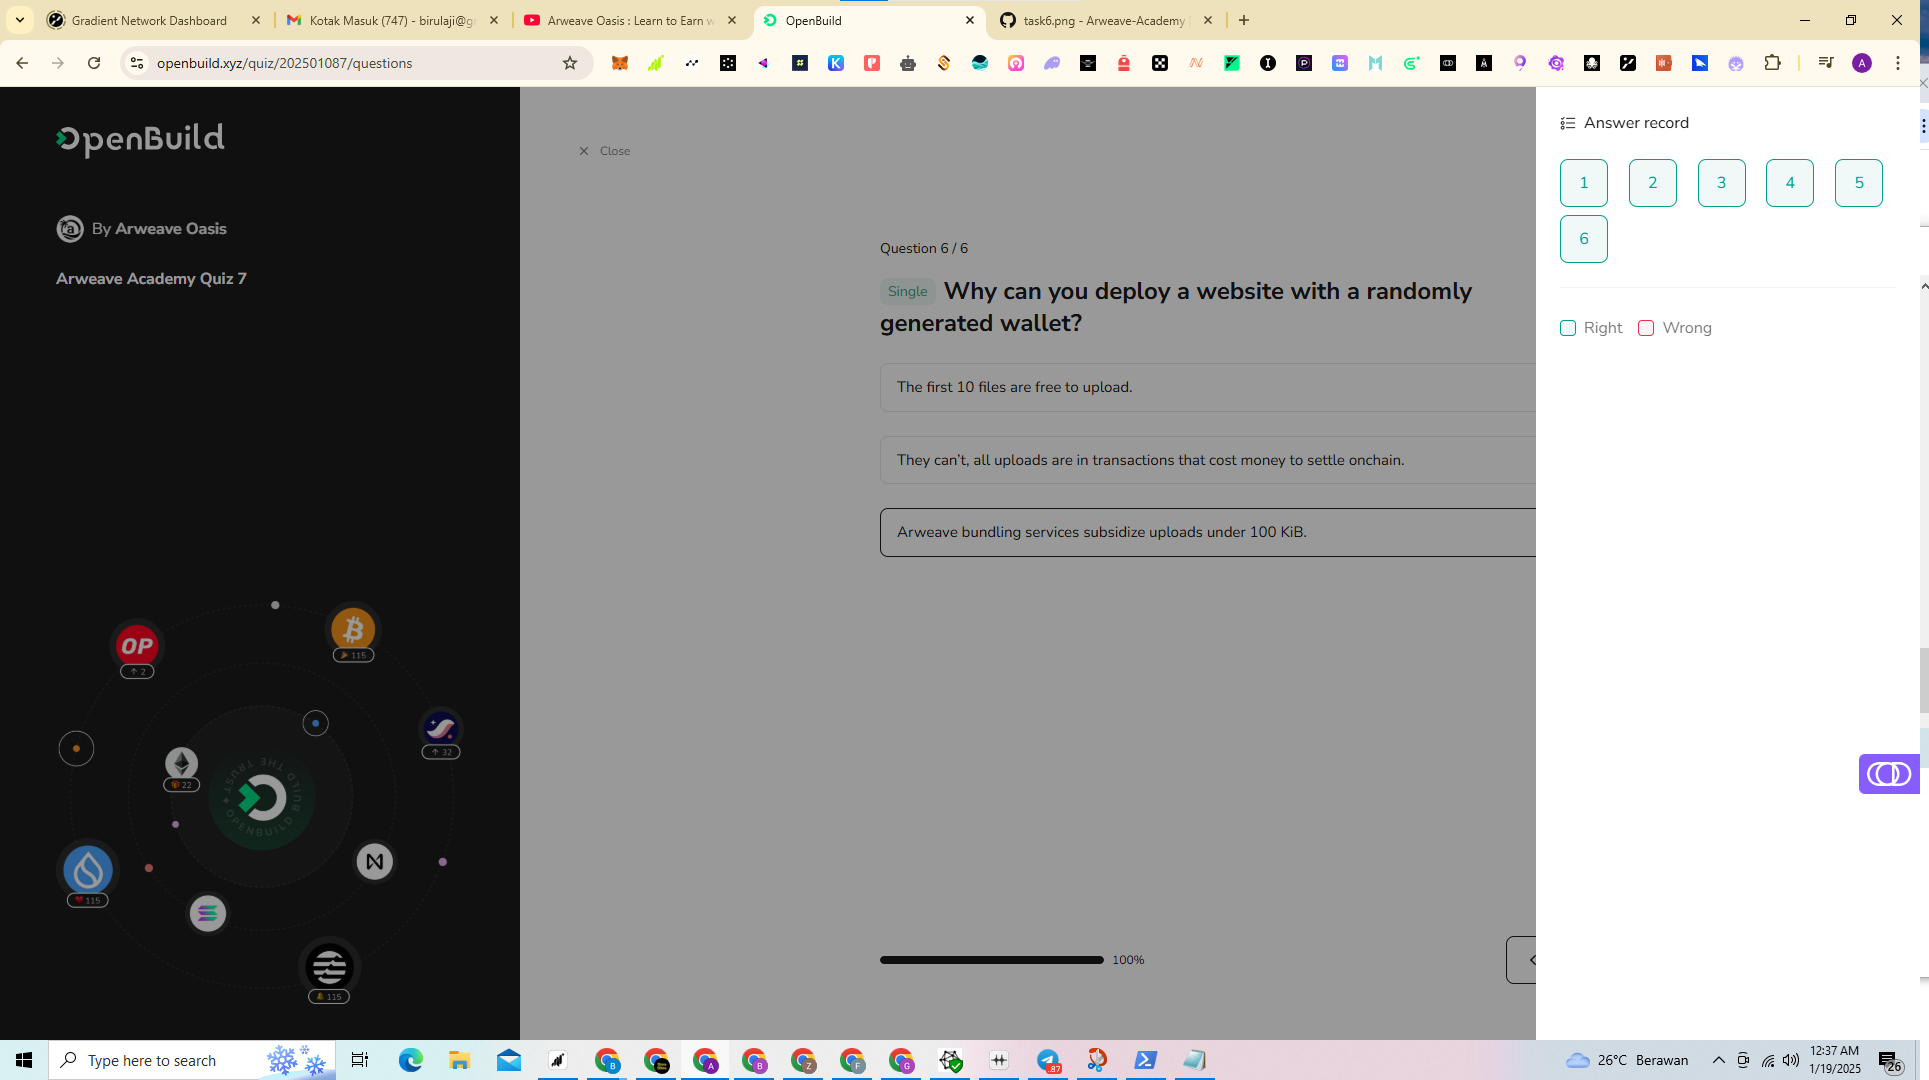 Gradient Network Dashboard
Kotak Masuk (747) - birulaji@gr
Arweave Oasis : Learn to Earn w
OpenBuild
task6.png - Arweave-Academy
openbuild.xyz/quiz/202501087/questions
A
OpenBuild
By Arweave Oasis
Arweave Academy Quiz 7
Close
Question 6 / 6
Single Why can you deploy a website with a randomly
generated wallet?
The first 10 files are free to upload.
They can’t, all uploads are in transactions that cost money to settle onchain.
Arweave bundling services subsidize uploads under 100 KiB.
100%
Answer record
1 2 3 4 5
6
Right Wrong
OP
2
115
32
22
115
115
BUILD THE TRUST
OPENBUILD
Type here to search
26°C Berawan
12:37 AM
1/19/2025
26